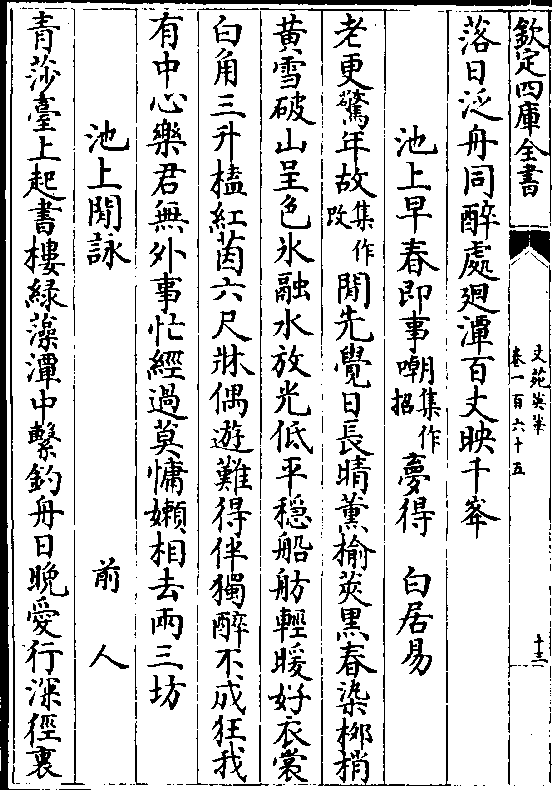 欽定四庫全書
文苑英華
卷一百六十五
十三
落日泛舟同醉處廻潭百丈映千峯
池上早春即事嘲集作招夢得 白居易
老更驚年故集作改閒先覺日長晴薰榆莢黒春染栁梢
黄雪破山呈色氷融水放光低平穏船舫輕暖好衣裳
白角三升榼紅茵六尺牀偶遊難得伴獨醉不成狂我
有中心樂君無外事忙經過莫慵嬾相去兩三坊
池上閒詠 前人
青莎臺上起書樓緑藻潭中繫釣舟日晚愛行深徑裏